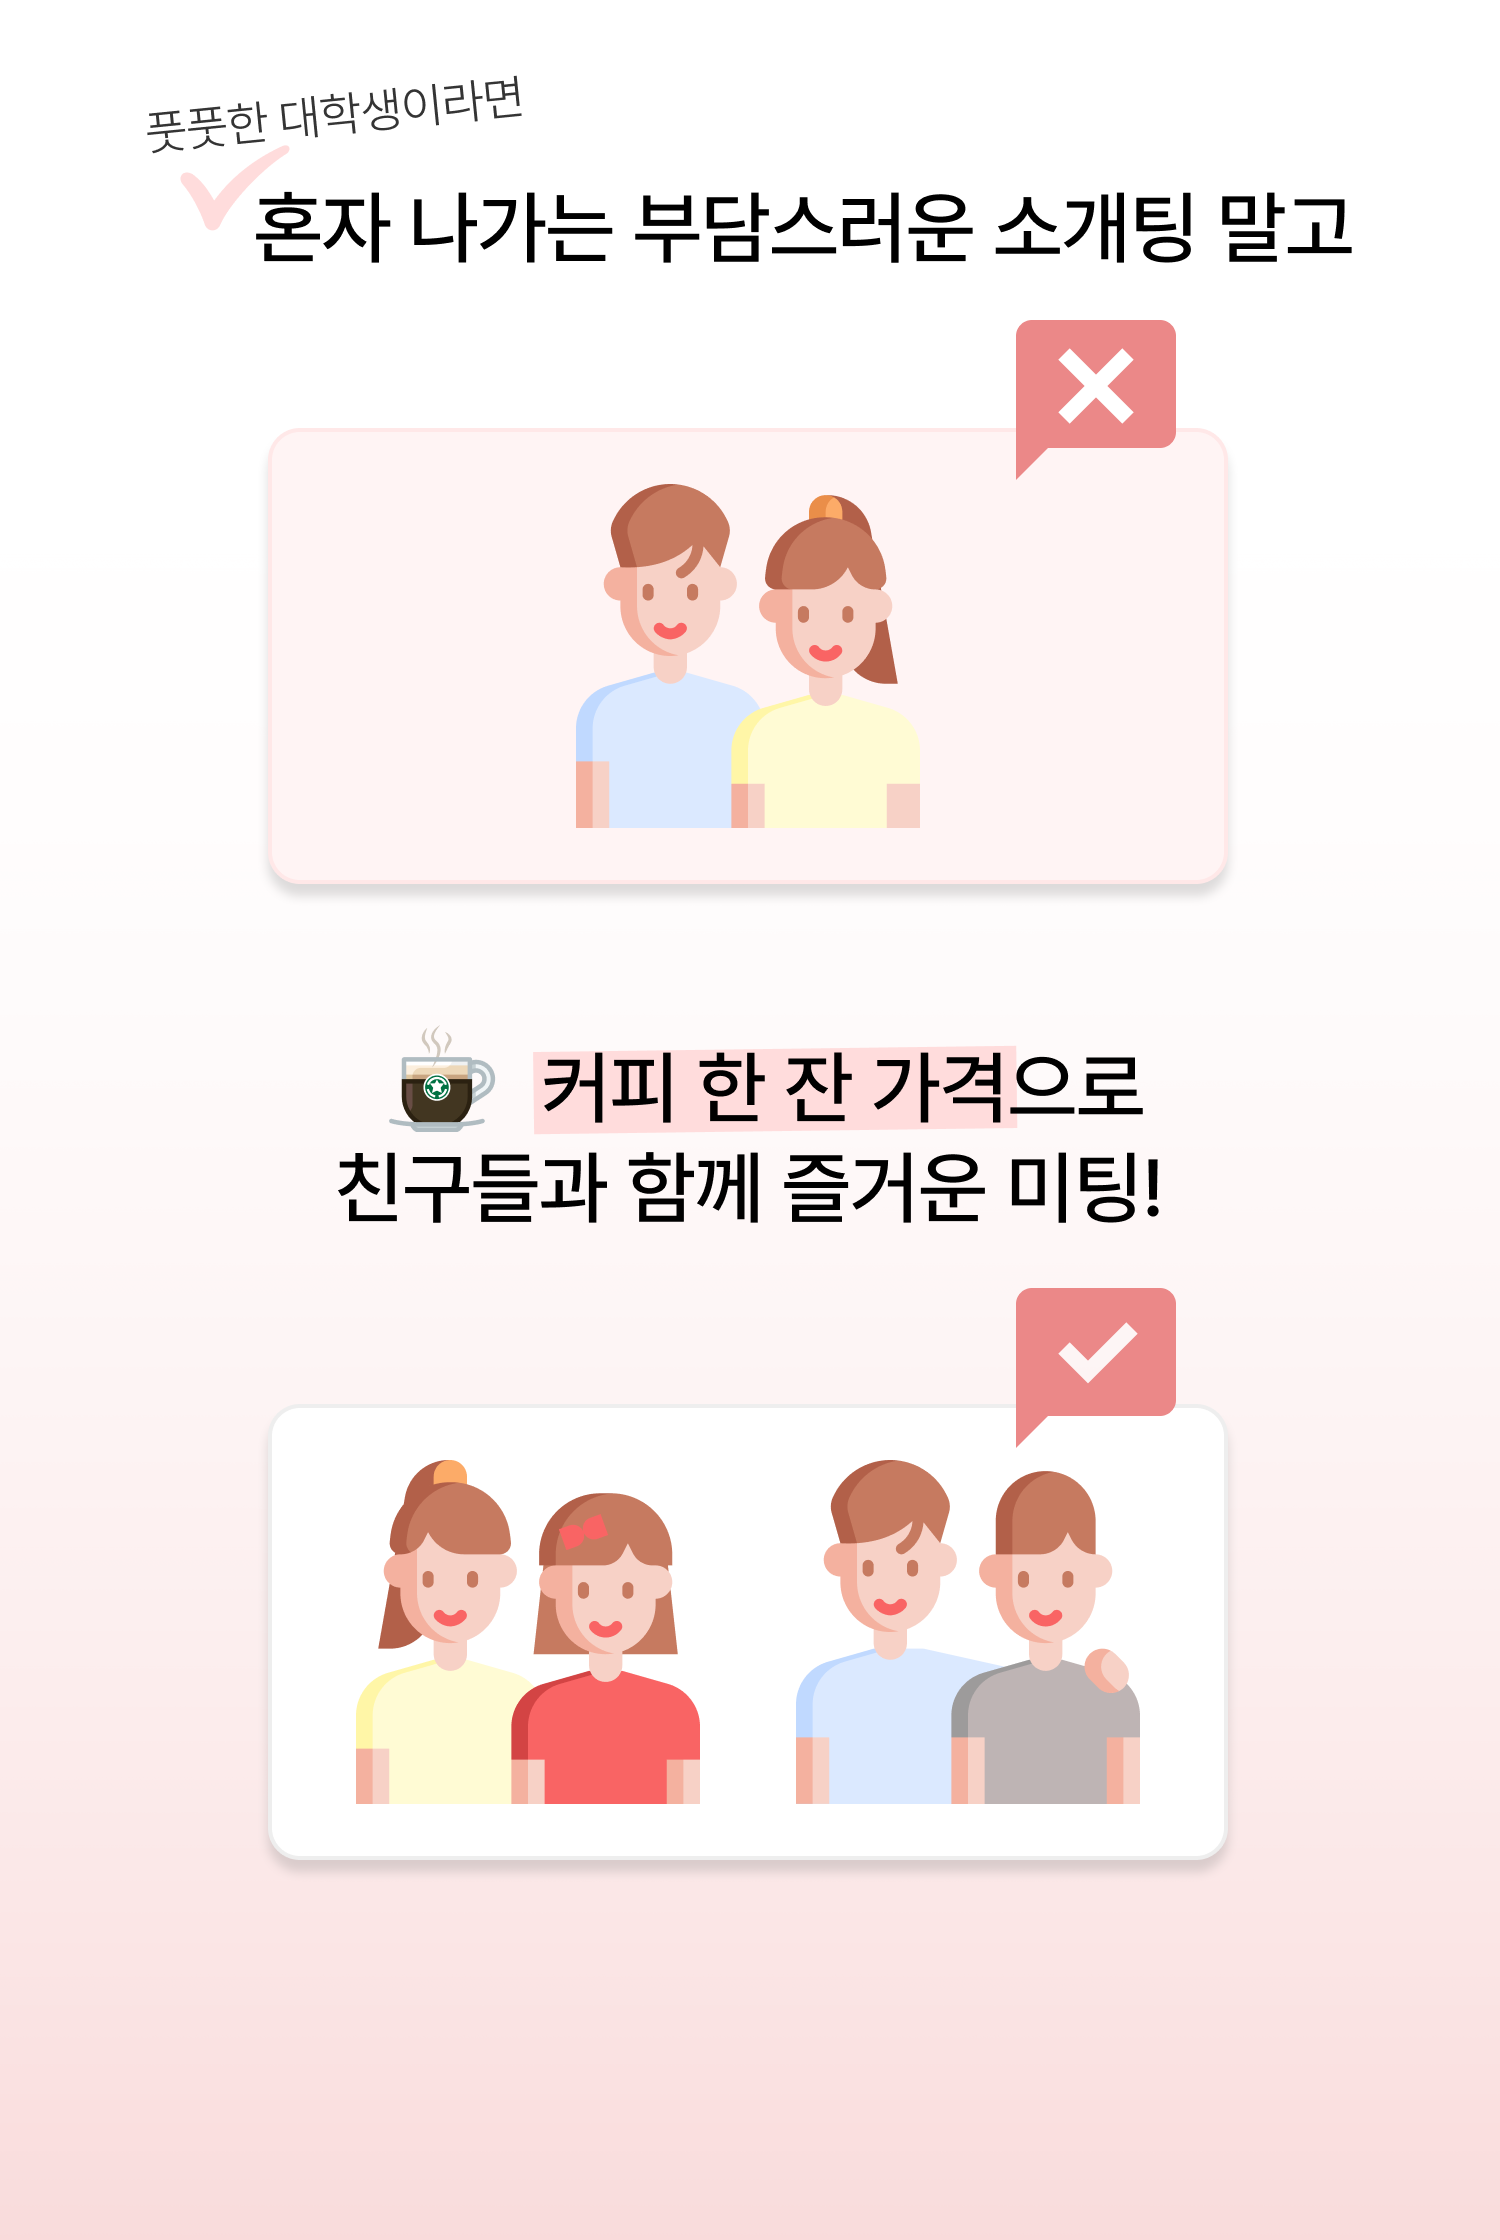 풋풋한 대학생이라면
혼자 나가는 부담스러운 소개팅 말고
커피 한 잔 가격으로
친구들과 함께 즐거운 미팅!